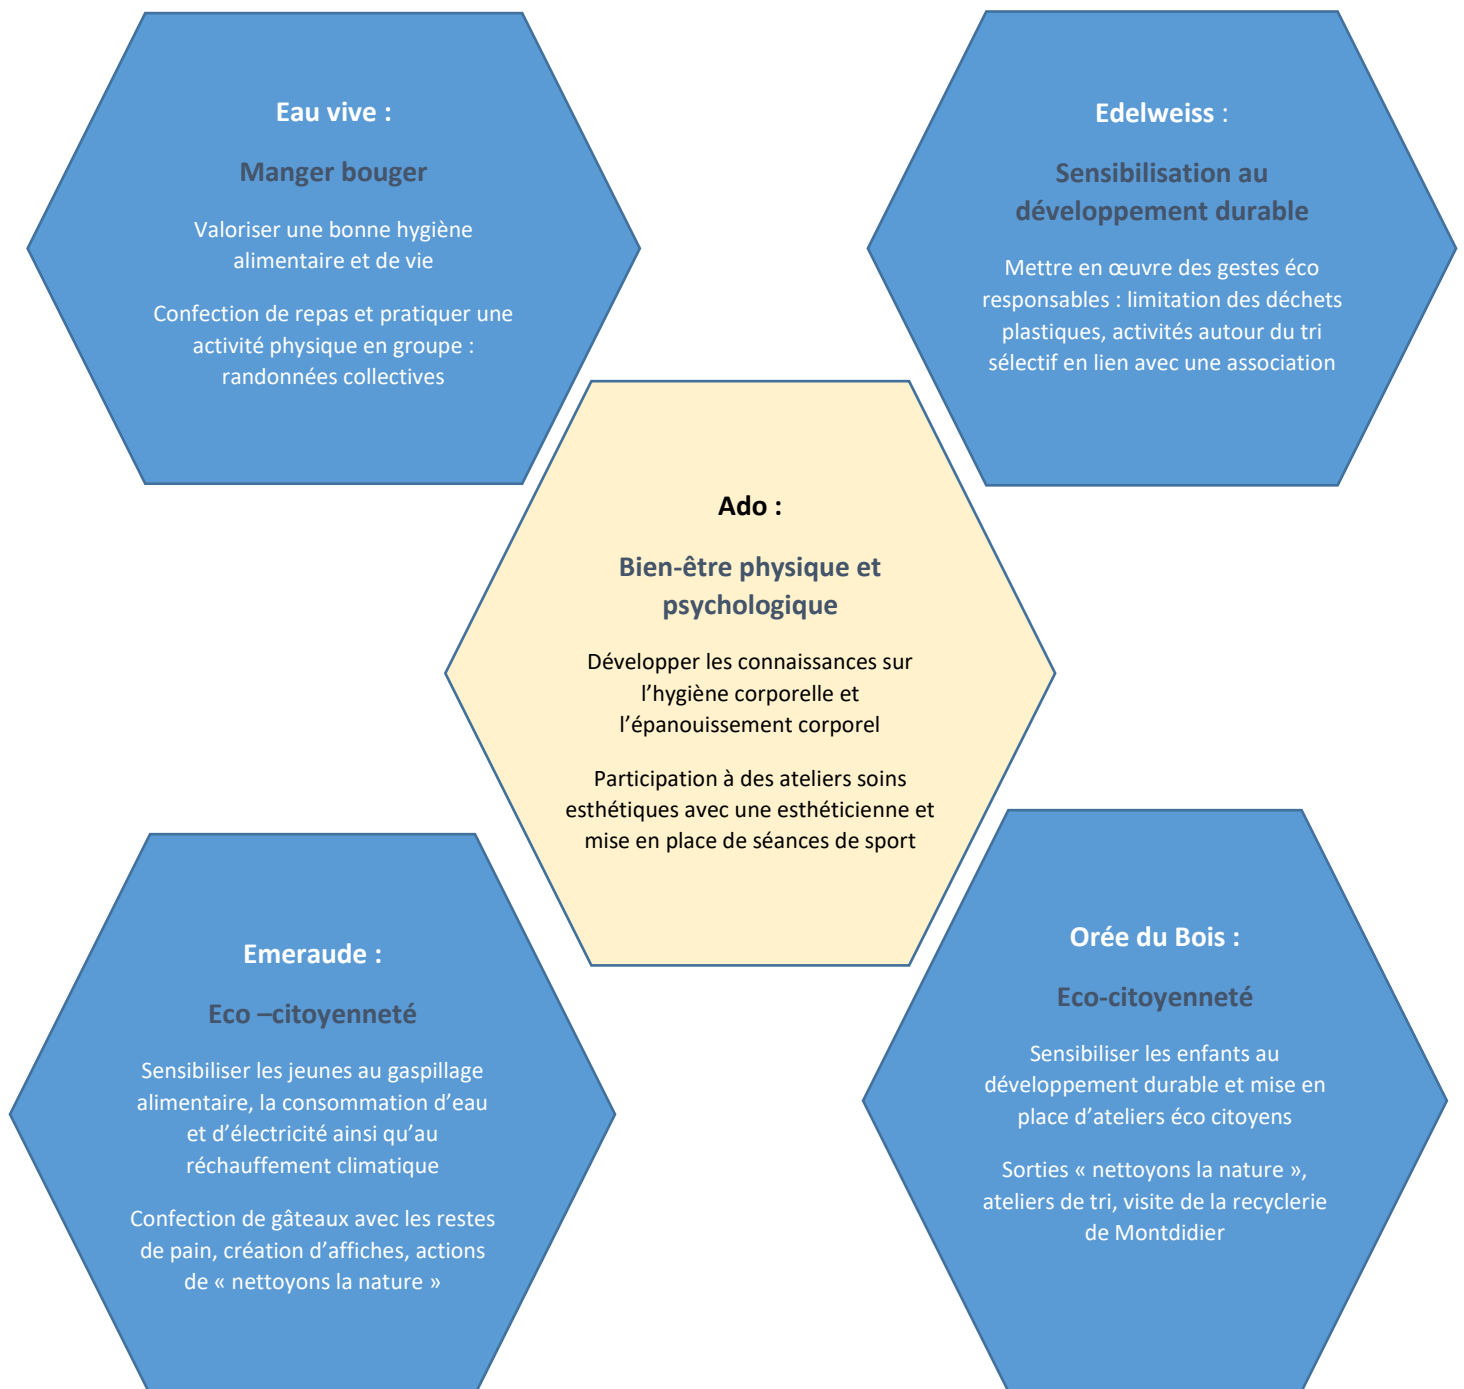 Eau vive :
Manger bouger
Valoriser une bonne hygiène
alimentaire et de vie
Confection de repas et pratiquer une
activité physique en groupe :
randonnées collectives
Edelweiss :
Sensibilisation au
développement durable
Mettre en œuvre des gestes éco
responsables : limitation des déchets
plastiques, activités autour du tri
sélectif en lien avec une association
Ado :
Bien-être physique et
psychologique
Développer les connaissances sur
l’hygiène corporelle et
l’épanouissement corporel
Participation à des ateliers soins
esthétiques avec une esthéticienne et
mise en place de séances de sport
Emeraude :
Eco –citoyenneté
Sensibiliser les jeunes au gaspillage
alimentaire, la consommation d’eau
et d’électricité ainsi qu’au
réchauffement climatique
Confection de gâteaux avec les restes
de pain, création d’affiches, actions
de « nettoyons la nature »
Orée du Bois :
Eco-citoyenneté
Sensibiliser les enfants au
développement durable et mise en
place d’ateliers éco citoyens
Sorties « nettoyons la nature »,
ateliers de tri, visite de la recyclerie
de Montdidier